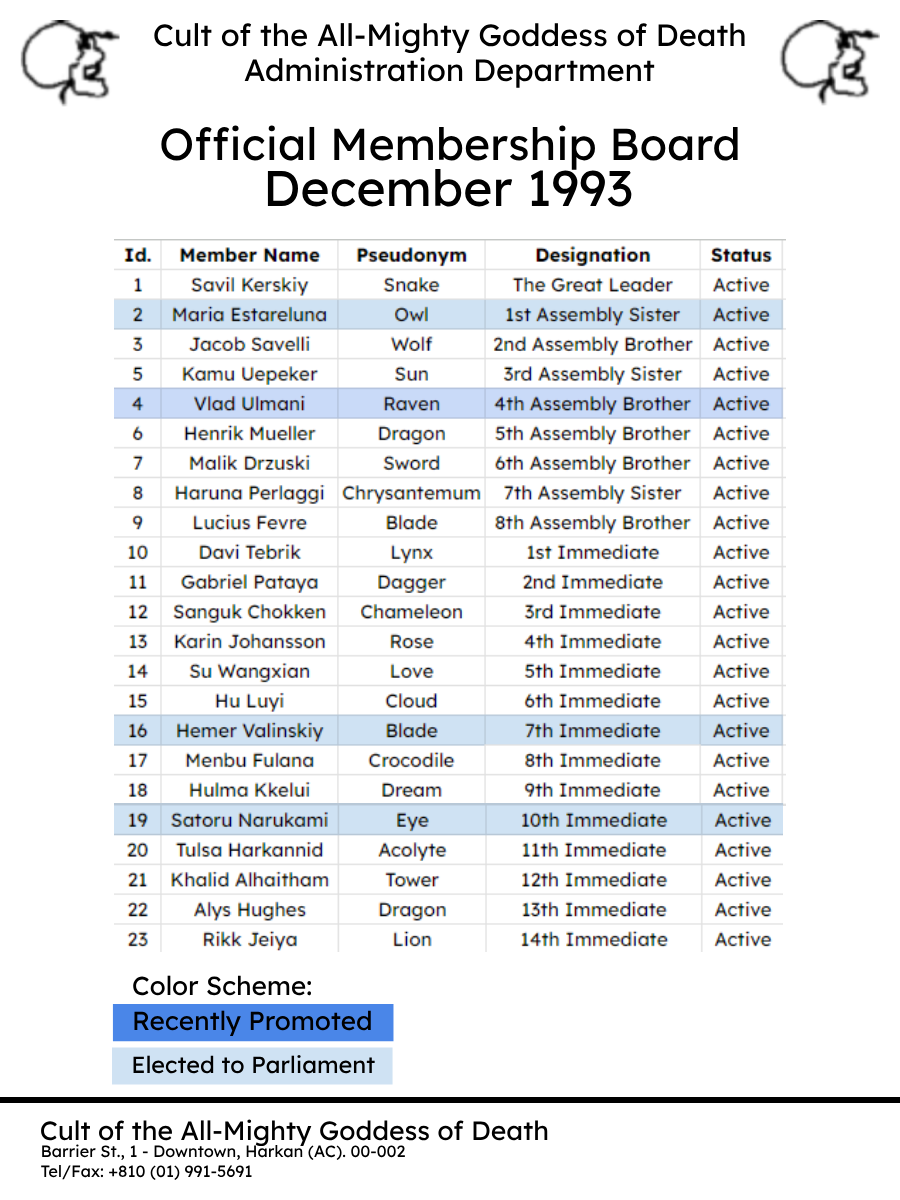 Cult of the All-Mighty Goddess of Death
Administration Department
Official Membership Board
December 1993
Id. Member Name Pseudonym Designation Status
1 Savil Kerskiy Snake The Great Leader Active
2 Maria Estareluna Owl 1st Assembly Sister Active
3 Jacob Savelli Wolf 2nd Assembly Brother Active
5 Kamu Uepeker Sun 3rd Assembly Sister Active
4 Vlad Ulmani Raven 4th Assembly Brother Active
6 Henrik Mueller Dragon 5th Assembly Brother Active
7 Malik Drzuski Sword 6th Assembly Brother Active
8 Haruna Perlaggi Chrysantemum 7th Assembly Sister Active
9 Lucius Fevre Blade 8th Assembly Brother Active
10 Davi Tebrik Lynx 1st Immediate Active
11 Gabriel Pataya Dagger 2nd Immediate Active
12 Sanguk Chokken Chameleon 3rd Immediate Active
13 Karin Johansson Rose 4th Immediate Active
14 Su Wangxian Love 5th Immediate Active
15 Hu Luyi Cloud 6th Immediate Active
16 Hemer Valinskiy Blade 7th Immediate Active
17 Menbu Fulana Crocodile 8th Immediate Active
18 Hulma Kkelui Dream 9th Immediate Active
19 Satoru Narukami Eye 10th Immediate Active
20 Tulsa Harkannid Acolyte 11th Immediate Active
21 Khalid Alhaitham Tower 12th Immediate Active
22 Alys Hughes Dragon 13th Immediate Active
23 Rikk Jeiya Lion 14th Immediate Active
Color Scheme:
Recently Promoted
Elected to Parliament
Cult of the All-Mighty Goddess of Death
Barrier St., 1 - Downtown, Harkan (AC). 00-002
Tel/Fax: +810 (01) 991-5691